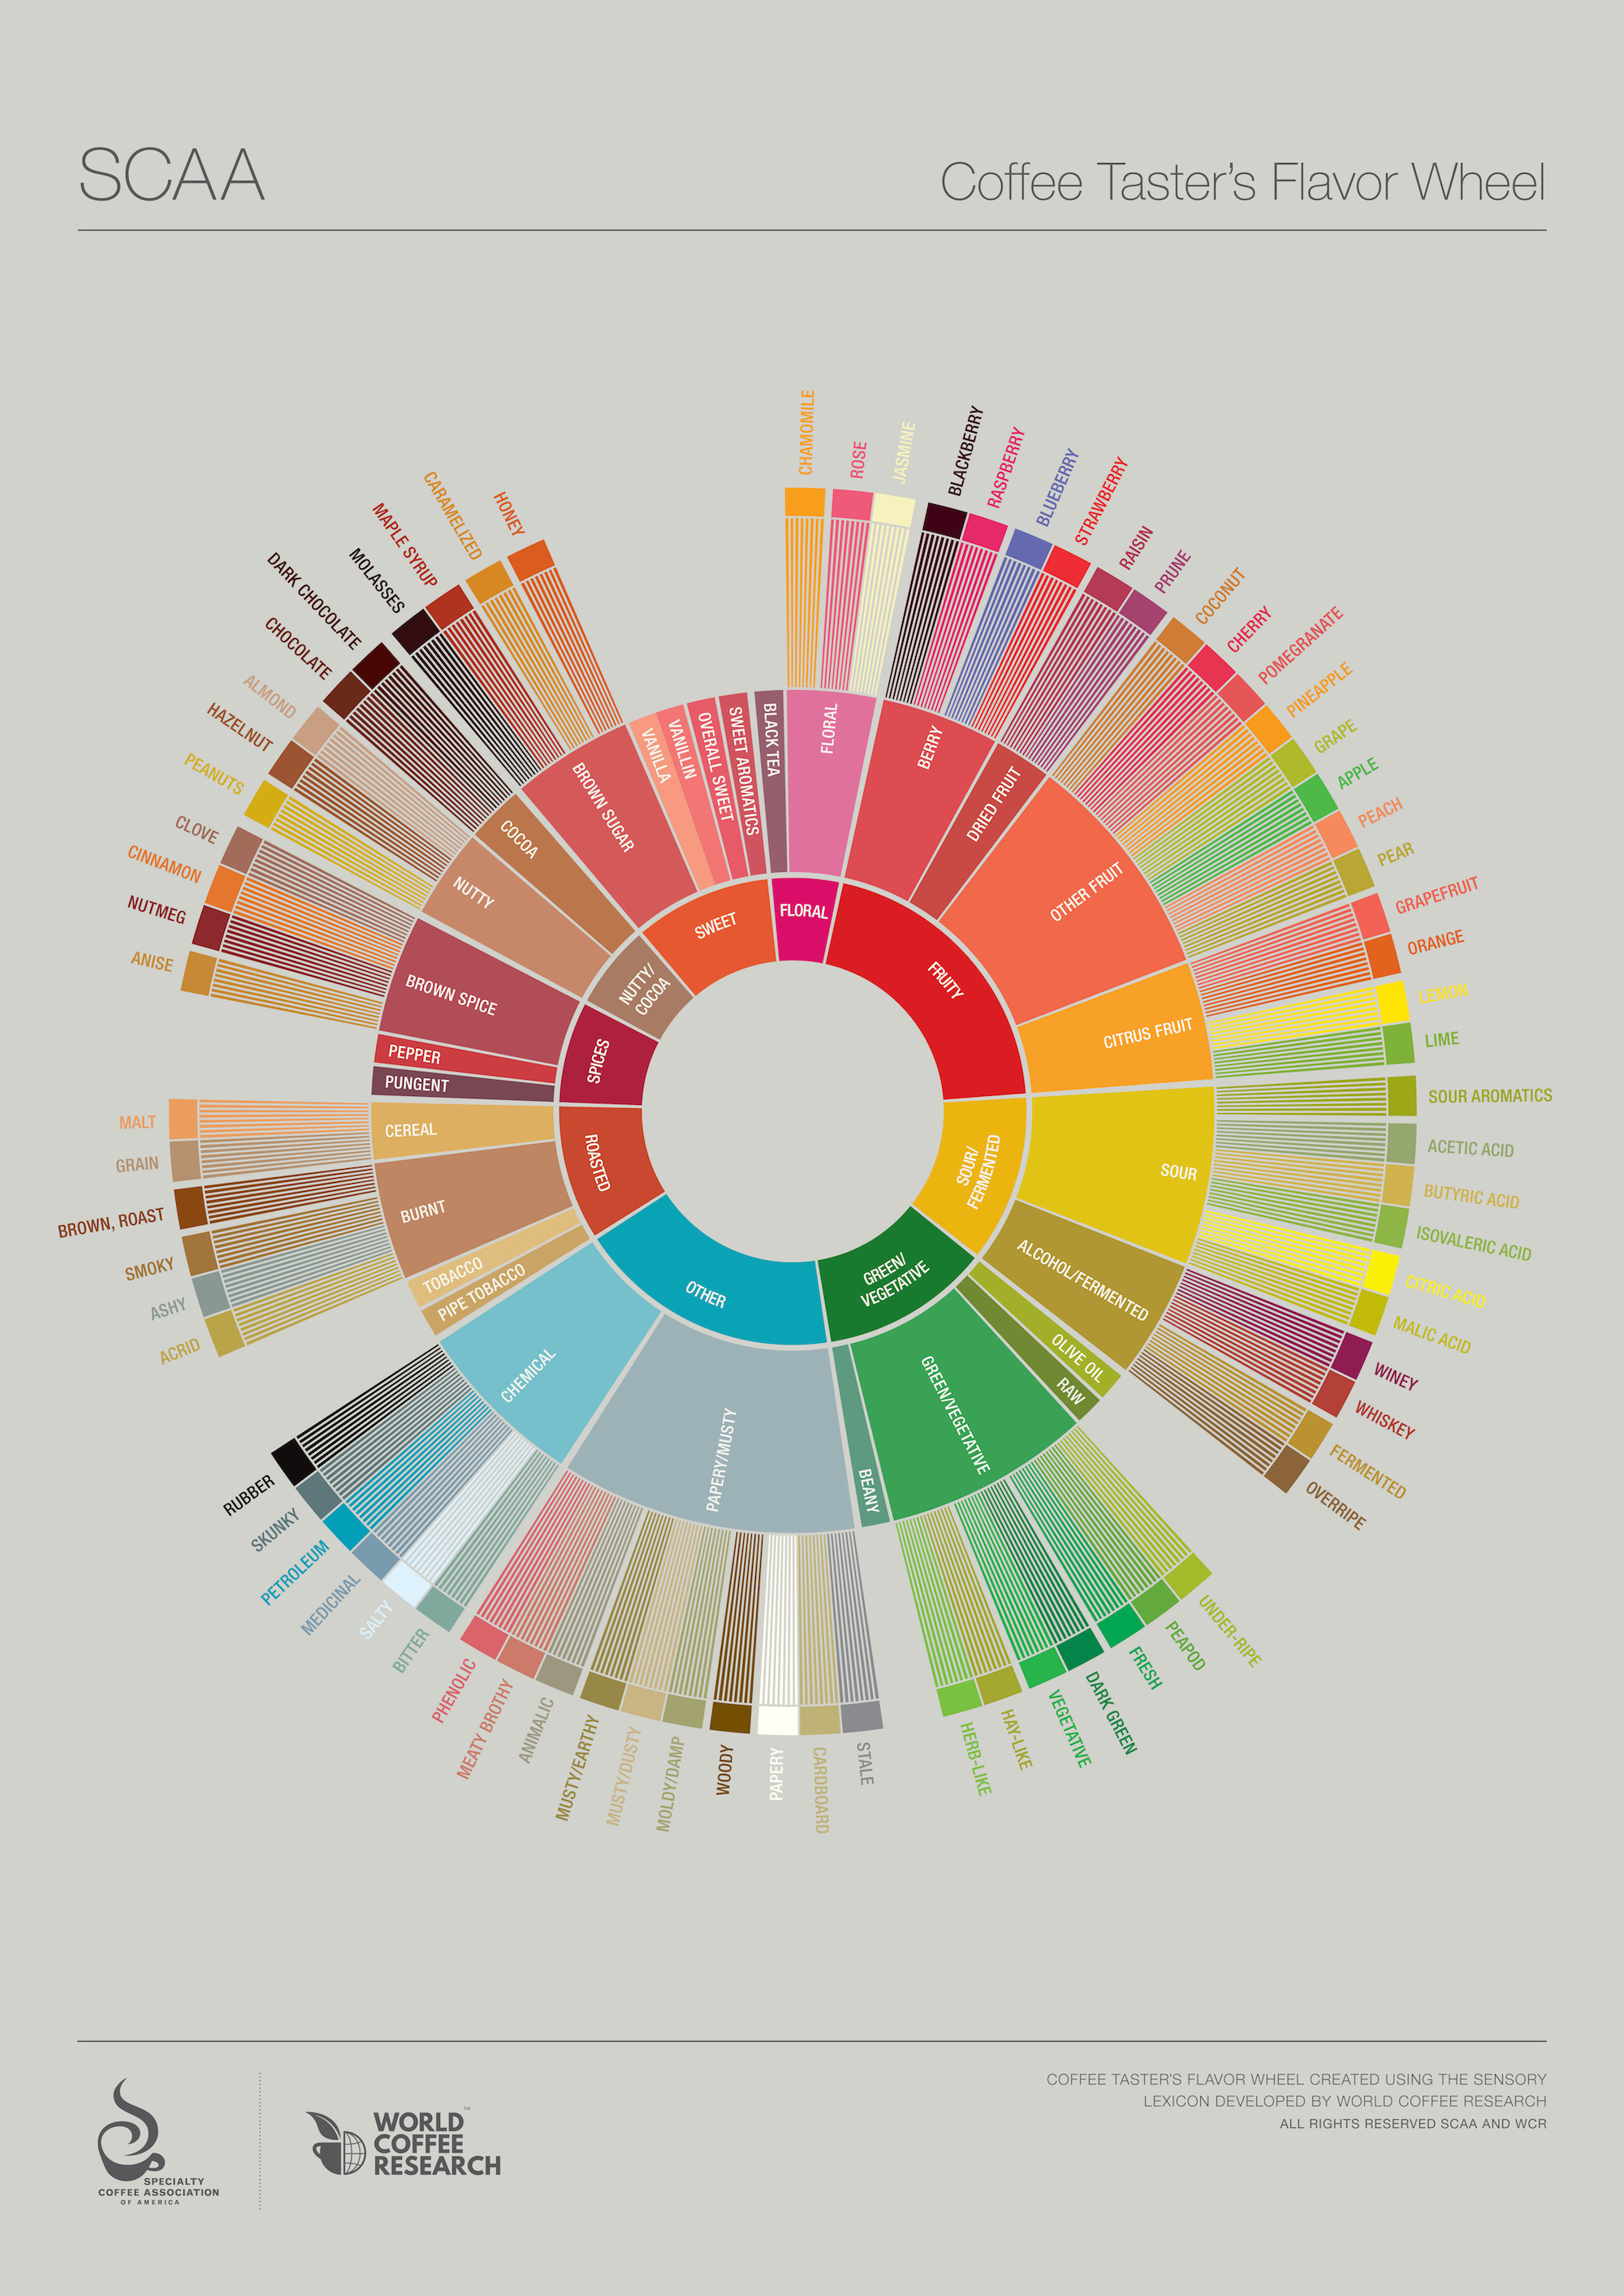 SCAA
Coffee Taster's Flavor Wheel
FLORAL
FRUITY
SOUR/
FERMENTED
GREEN/
VEGETATIVE
OTHER
ROASTED
SPICES
NUTTY/
COCOA
SWEET
BLACK TEA
FLORAL
BERRY
DRIED FRUIT
OTHER FRUIT
CITRUS FRUIT
SOUR
ALCOHOL/FERMENTED
OLIVE OIL
RAW
GREEN/VEGETATIVE
BEANY
PAPERY/MUSTY
CHEMICAL
PIPE TOBACCO
TOBACCO
BURNT
CEREAL
PUNGENT
PEPPER
BROWN SPICE
NUTTY
COCOA
BROWN SUGAR
VANILLA
VANILLIN
OVERALL SWEET
SWEET AROMATICS
CHAMOMILE
ROSE
JASMINE
BLACKBERRY
RASPBERRY
BLUEBERRY
STRAWBERRY
RAISIN
PRUNE
COCONUT
CHERRY
POMEGRANATE
PINEAPPLE
GRAPE
APPLE
PEACH
PEAR
GRAPEFRUIT
ORANGE
LEMON
LIME
SOUR AROMATICS
ACETIC ACID
BUTYRIC ACID
ISOVALERIC ACID
CITRIC ACID
MALIC ACID
WINEY
WHISKEY
FERMENTED
OVERRIPE
UNDER-RIPE
PEAPOD
FRESH
DARK GREEN
VEGETATIVE
HAY-LIKE
HERB-LIKE
STALE
CARDBOARD
PAPERY
WOODY
MOLDY/DAMP
MUSTY/DUSTY
MUSTY/EARTHY
ANIMALIC
MEATY BROTHY
PHENOLIC
BITTER
SALTY
MEDICINAL
PETROLEUM
SKUNKY
RUBBER
ACRID
ASHY
SMOKY
BROWN, ROAST
GRAIN
MALT
ANISE
NUTMEG
CINNAMON
CLOVE
PEANUTS
HAZELNUT
ALMOND
CHOCOLATE
DARK CHOCOLATE
MOLASSES
MAPLE SYRUP
CARAMELIZED
HONEY
SPECIALTY
COFFEE ASSOCIATION
OF AMERICA
WORLD
COFFEE
RESEARCH
™
COFFEE TASTER'S FLAVOR WHEEL CREATED USING THE SENSORY
LEXICON DEVELOPED BY WORLD COFFEE RESEARCH
ALL RIGHTS RESERVED SCAA AND WCR